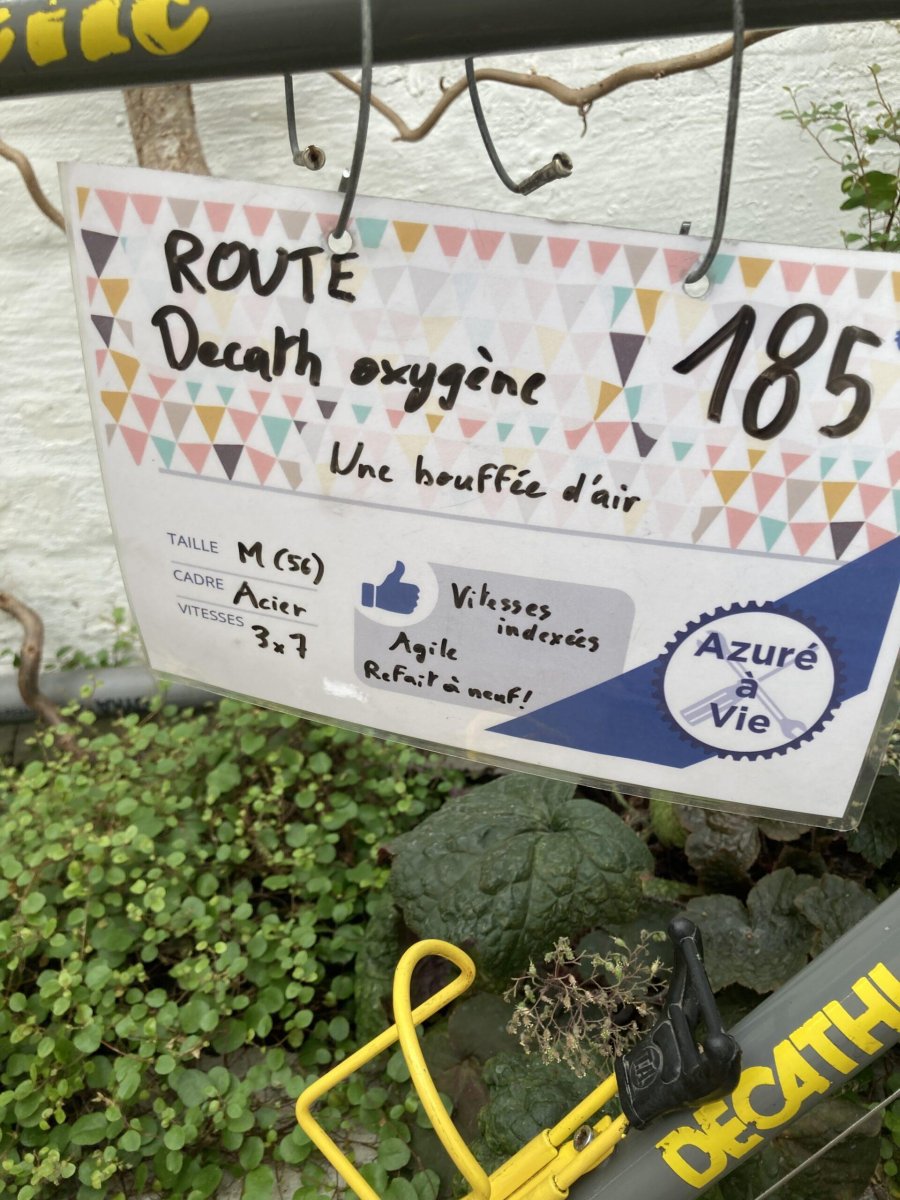 ROUTE
Decath oxygène
185
Une bouffée d'air
TAILLE M (56)
CADRE Acier
VITESSES 3x7
Vitesses
indexées
Agile
Refait à neuf!
Azuré
à
Vie
DECATHL